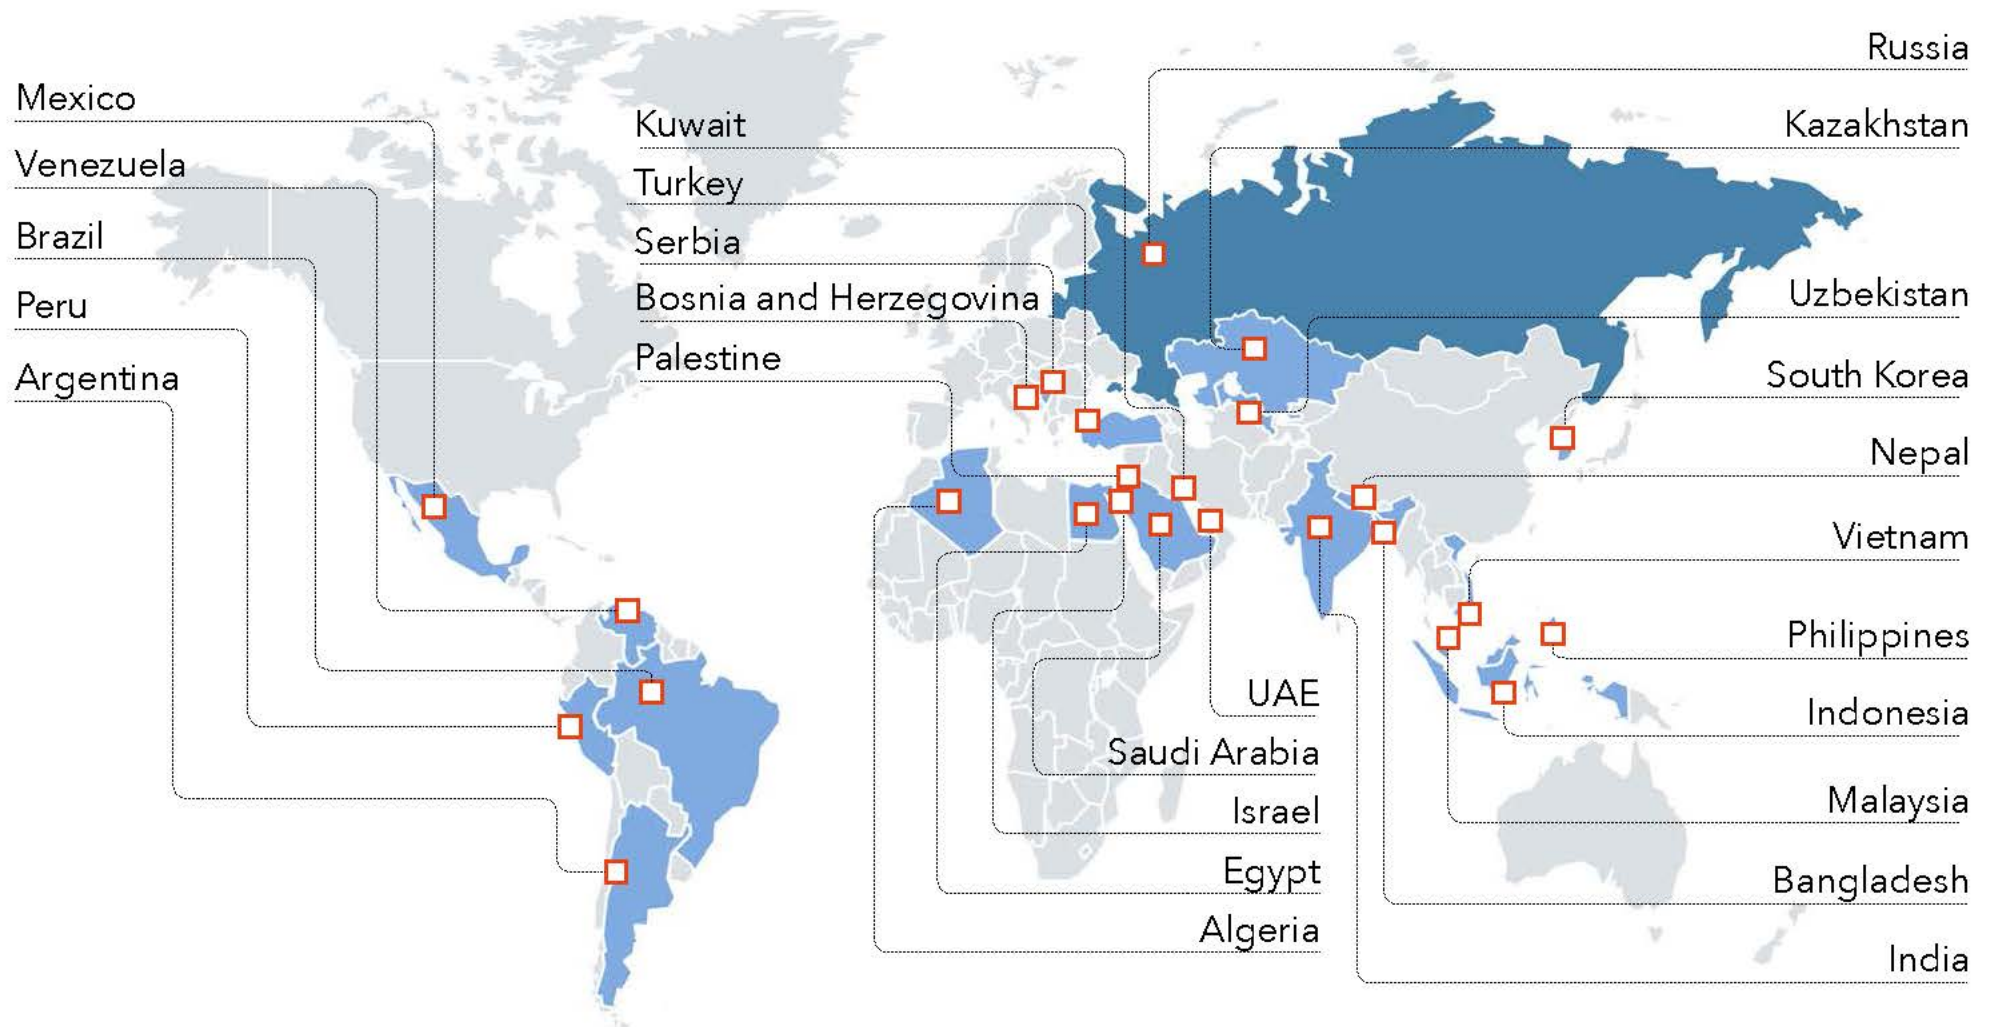 Mexico
Venezuela
Brazil
Peru
Argentina
Kuwait
Turkey
Serbia
Bosnia and Herzegovina
Palestine
UAE
Saudi Arabia
Israel
Egypt
Algeria
Russia
Kazakhstan
Uzbekistan
South Korea
Nepal
Vietnam
Philippines
Indonesia
Malaysia
Bangladesh
India